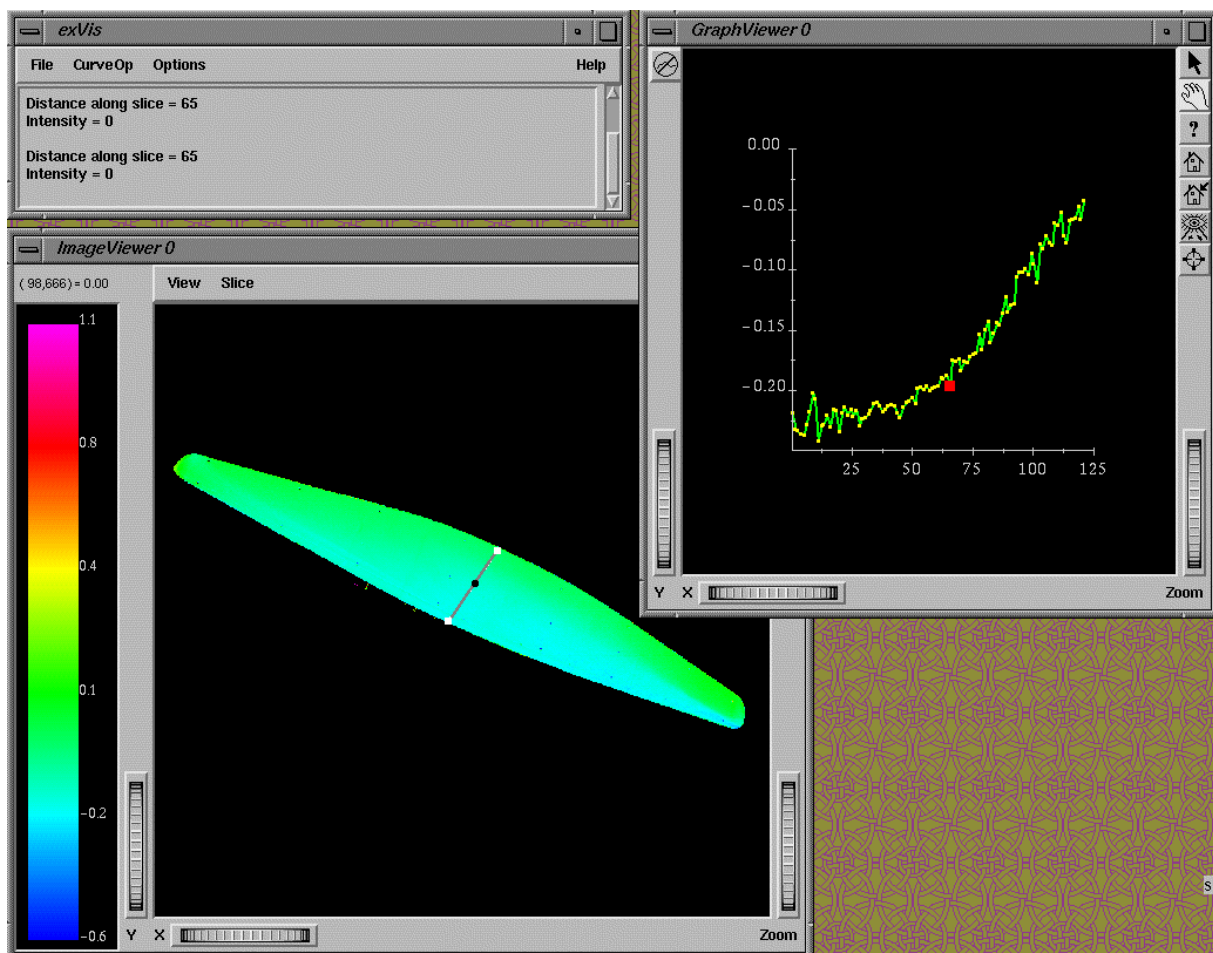 exVis
File CurveOp Options Help
Distance along slice = 65
Intensity = 0
Distance along slice = 65
Intensity = 0
ImageViewer 0
( 98,666) = 0.00
View Slice
1.1
0.8
0.4
0.1
-0.2
-0.6
Y X Zoom
GraphViewer 0
?
0.00
-0.05
-0.10
-0.15
-0.20
25 50 75 100 125
Y X Zoom
s